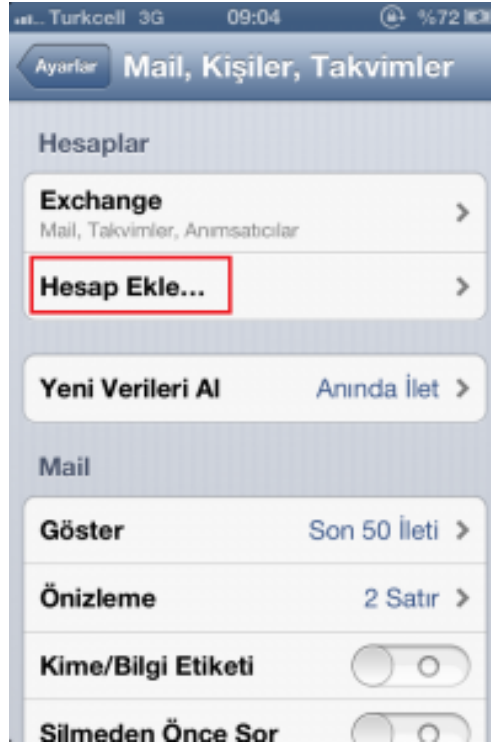 Turkcell 3G 09:04 %72
Ayarlar Mail, Kişiler, Takvimler
Hesaplar
Exchange
Mail, Takvimler, Anımsatıcılar
Hesap Ekle...
Yeni Verileri Al Anında İlet
Mail
Göster Son 50 İleti
Önizleme 2 Satır
Kime/Bilgi Etiketi
Silmeden Önce Sor